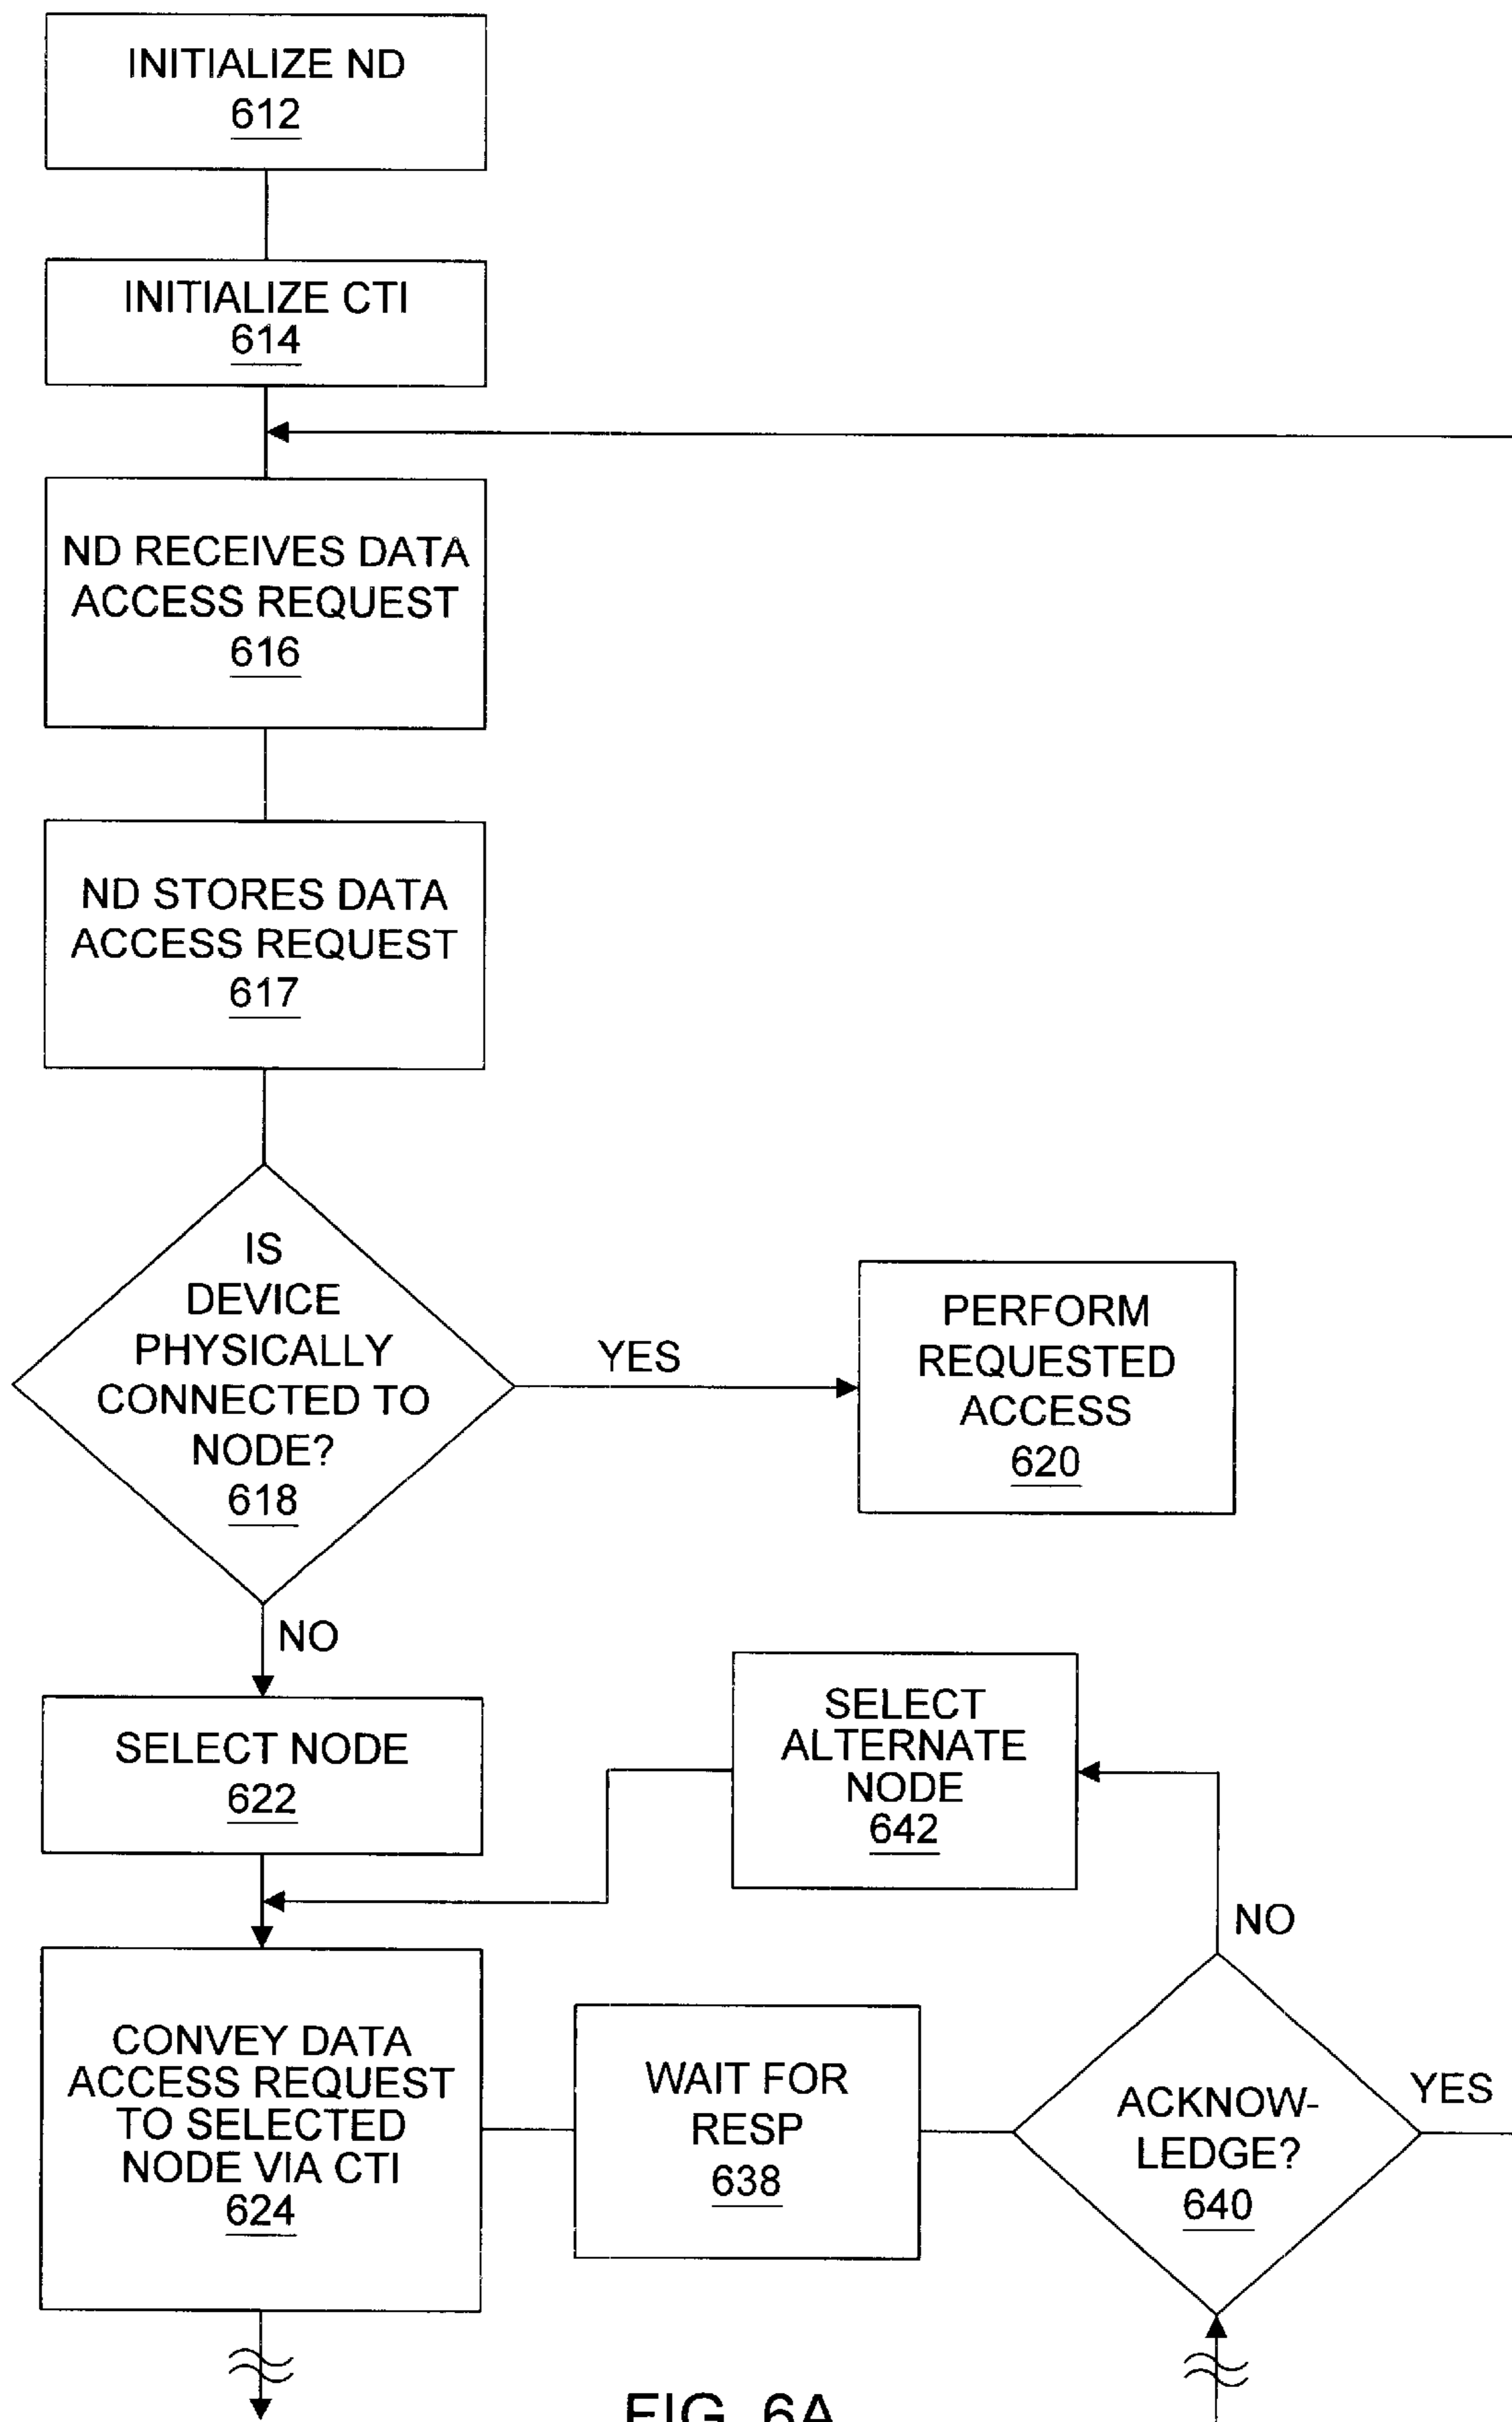 INITIALIZE ND
612
INITIALIZE CTI
614
ND RECEIVES DATA
ACCESS REQUEST
616
ND STORES DATA
ACCESS REQUEST
617
IS
DEVICE
PHYSICALLY
CONNECTED TO
NODE?
618
YES
PERFORM
REQUESTED
ACCESS
620
NO
SELECT NODE
622
SELECT
ALTERNATE
NODE
642
NO
CONVEY DATA
ACCESS REQUEST
TO SELECTED
NODE VIA CTI
624
WAIT FOR
RESP
638
ACKNOW-
LEDGE?
640
YES
FIG. 6A